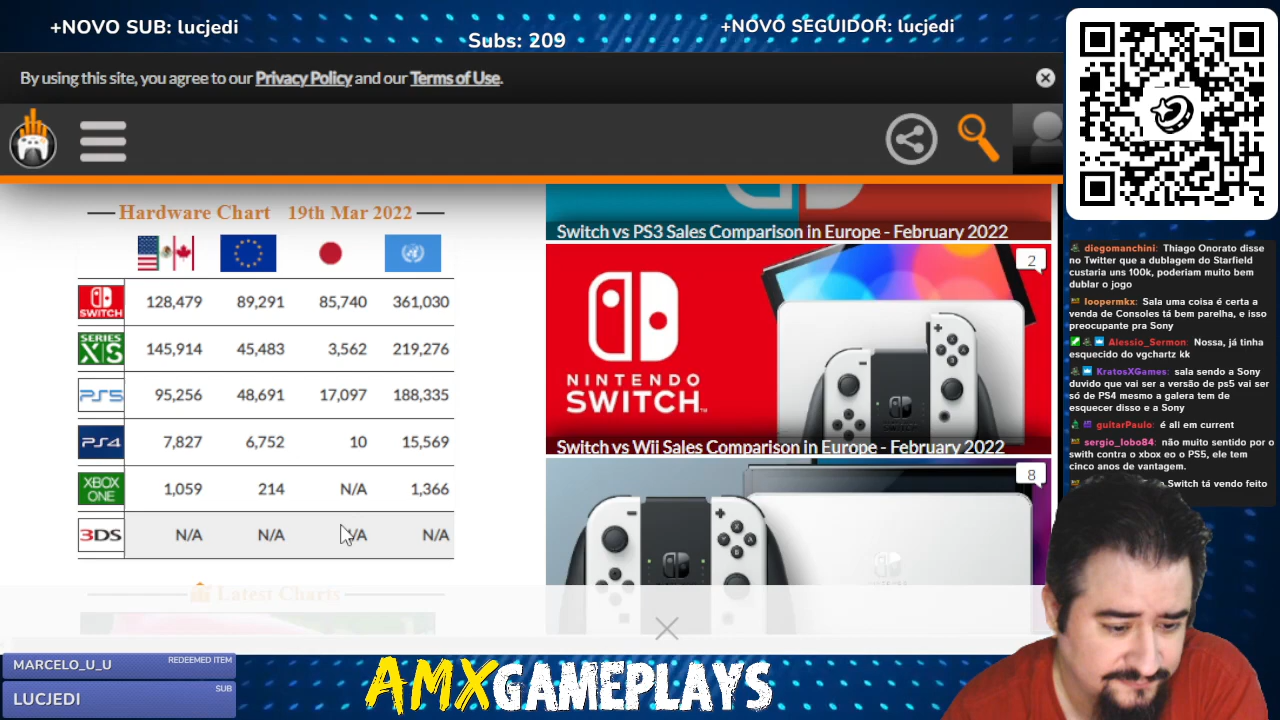 +NOVO SUB: lucjedi
Subs: 209
+NOVO SEGUIDOR: lucjedi
By using this site, you agree to our Privacy Policy and our Terms of Use.
Hardware Chart 19th Mar 2022
SWITCH 128,479 89,291 85,740 361,030
SERIES X|S 145,914 45,483 3,562 219,276
PS5 95,256 48,691 17,097 188,335
PS4 7,827 6,752 10 15,569
XBOX ONE 1,059 214 N/A 1,366
3DS N/A N/A N/A N/A
Latest Charts
Switch vs PS3 Sales Comparison in Europe - February 2022
2
NINTENDO
SWITCH
Switch vs Wii Sales Comparison in Europe - February 2022
8
diegomanchini: Thiago Onorato disse
no Twitter que a dublagem do Starfield
custaria uns 100k, poderiam muito bem
dublar o jogo
loopermkx: Sala uma coisa é certa a
venda de Consoles tá bem parelha, e isso
preocupante pra Sony
Alessio_Sermon: Nossa, já tinha
esquecido do vgchartz kk
KratosXGames: sala sendo a Sony
duvido que vai ser a versão de ps5 vai ser
só de PS4 mesmo a galera tem de
esquecer disso e a Sony
guitarPaulo: é all em current
sergio_lobo84: não muito sentido por o
swith contra o xbox eo o PS5, ele tem
cinco anos de vantagem.
Switch tá vendo feito
MARCELO_U_U REDEEMED ITEM
LUCJEDI SUB
AMXGAMEPLAYS